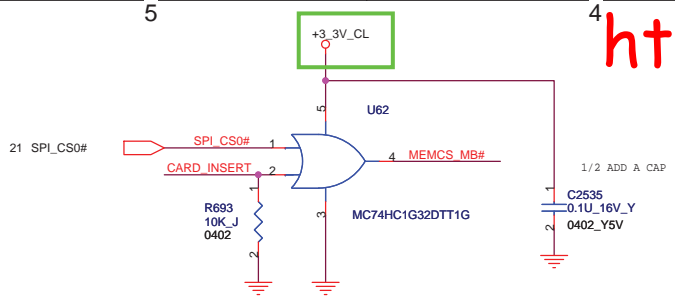 5
4
ht
+3_3V_CL
5
U62
21 SPI_CS0#
SPI_CS0#
1
4
MEMCS_MB#
CARD_INSERT
2
1/2 ADD A CAP
1
R693
10K_J
0402
2
3
MC74HC1G32DTT1G
1
C2535
0.1U_16V_Y
0402_Y5V
2